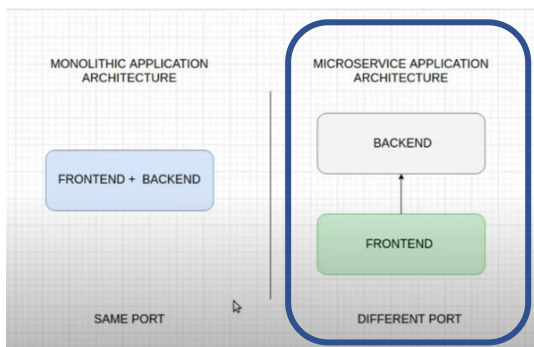 MONOLITHIC APPLICATION
ARCHITECTURE
FRONTEND + BACKEND
SAME PORT
MICROSERVICE APPLICATION
ARCHITECTURE
BACKEND
FRONTEND
DIFFERENT PORT